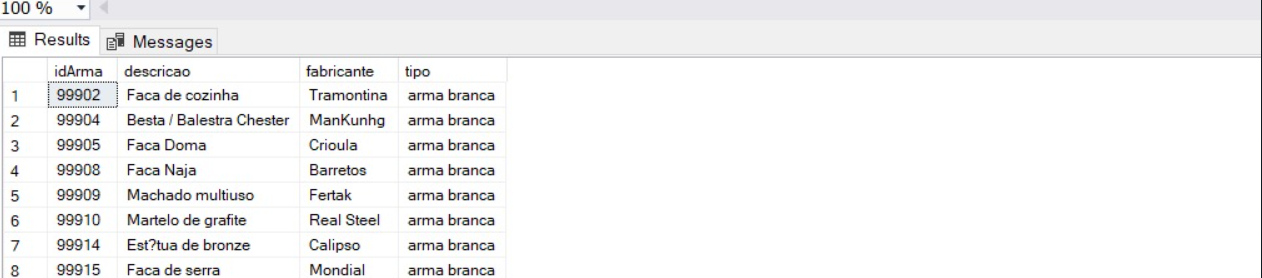 100 %
Results Messages
idArma descricao fabricante tipo
1 99902 Faca de cozinha Tramontina arma branca
2 99904 Besta / Balestra Chester ManKunhg arma branca
3 99905 Faca Doma Crioula arma branca
4 99908 Faca Naja Barretos arma branca
5 99909 Machado multiuso Fertak arma branca
6 99910 Martelo de grafite Real Steel arma branca
7 99914 Est?tua de bronze Calipso arma branca
8 99915 Faca de serra Mondial arma branca